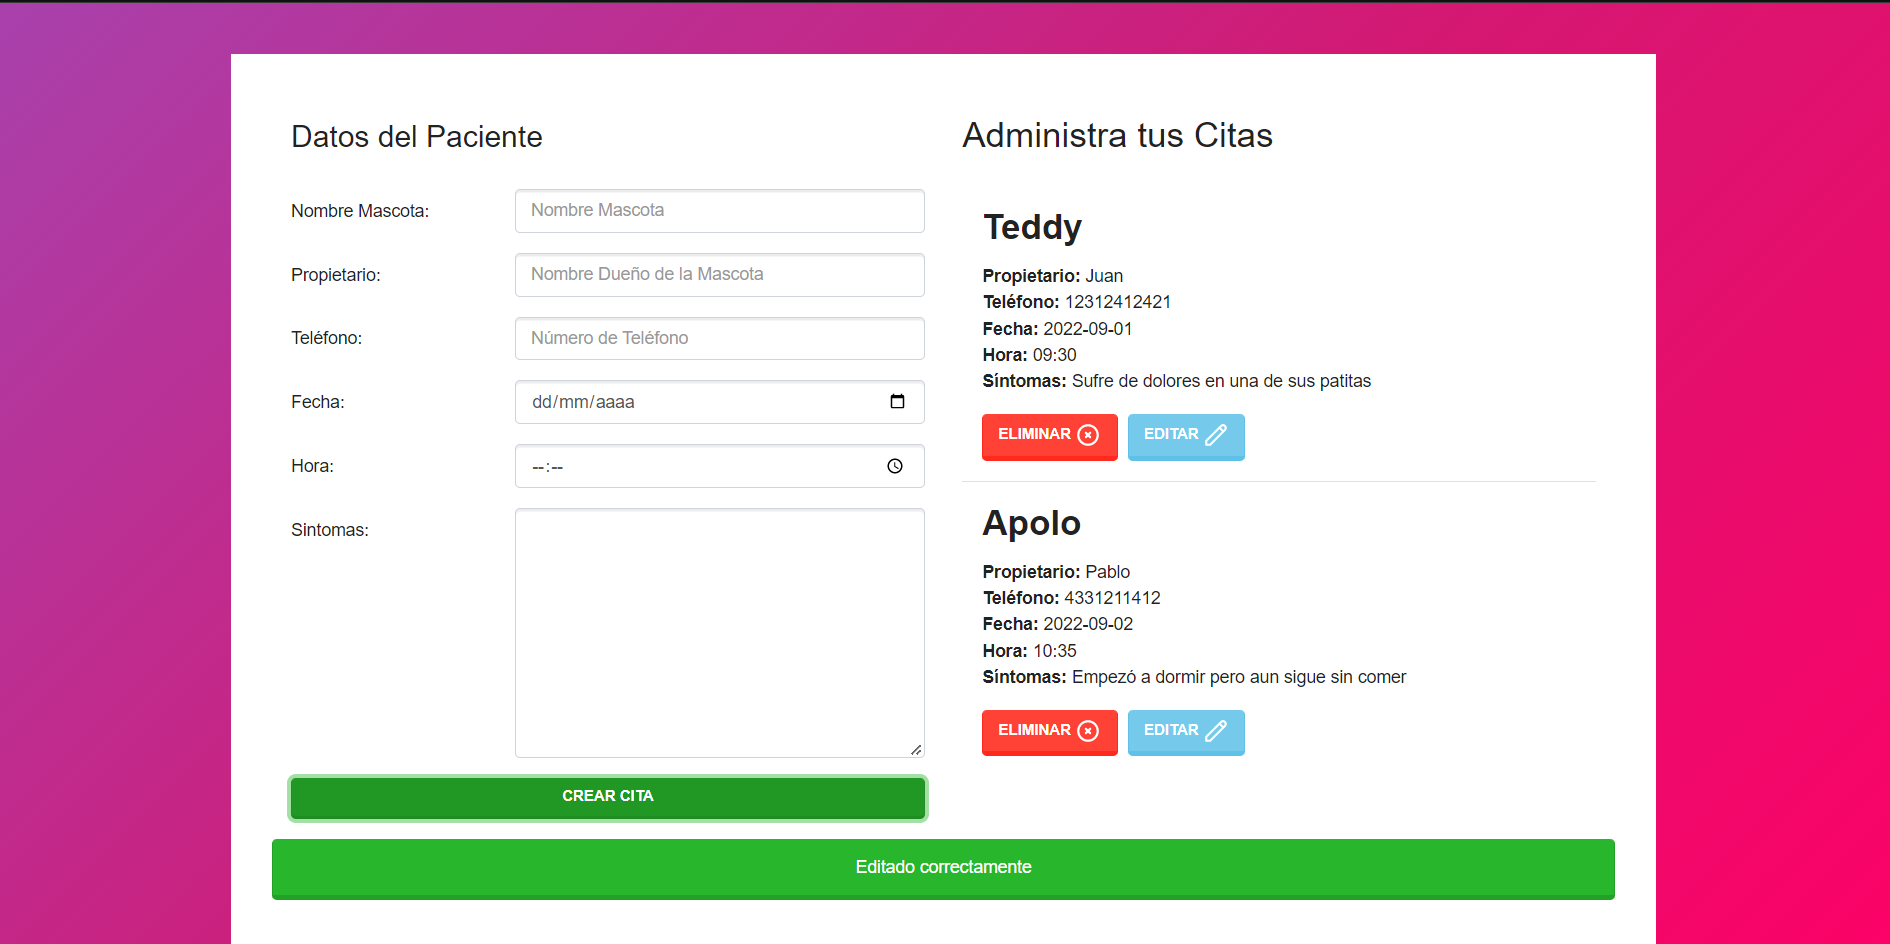 Datos del Paciente
Nombre Mascota:
Nombre Mascota
Propietario:
Nombre Dueño de la Mascota
Teléfono:
Número de Teléfono
Fecha:
dd/mm/aaaa
Hora:
--:--
Sintomas:
CREAR CITA
Administra tus Citas
Teddy
Propietario: Juan
Teléfono: 12312412421
Fecha: 2022-09-01
Hora: 09:30
Síntomas: Sufre de dolores en una de sus patitas
ELIMINAR
EDITAR
Apolo
Propietario: Pablo
Teléfono: 4331211412
Fecha: 2022-09-02
Hora: 10:35
Síntomas: Empezó a dormir pero aun sigue sin comer
ELIMINAR
EDITAR
Editado correctamente